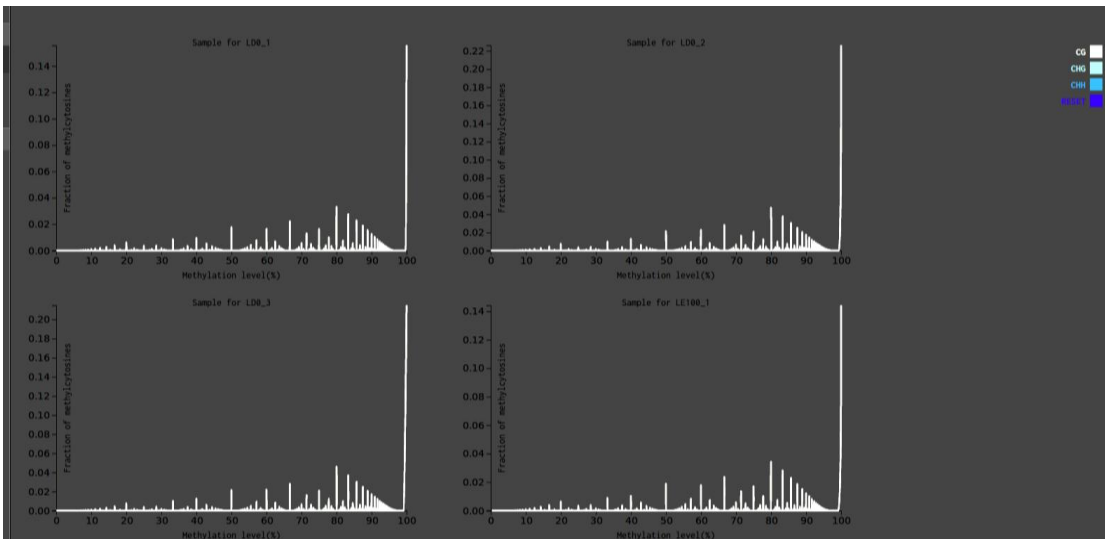 Sample for LD0_1
Fraction of methylcytosines
0.14
0.12
0.10
0.08
0.06
0.04
0.02
0.00
0 10 20 30 40 50 60 70 80 90 100
Methylation level(%)
Sample for LD0_2
Fraction of methylcytosines
0.22
0.20
0.18
0.16
0.14
0.12
0.10
0.08
0.06
0.04
0.02
0.00
0 10 20 30 40 50 60 70 80 90 100
Methylation level(%)
CG
CHG
CHH
RESET
Sample for LD0_3
Fraction of methylcytosines
0.20
0.18
0.16
0.14
0.12
0.10
0.08
0.06
0.04
0.02
0.00
0 10 20 30 40 50 60 70 80 90 100
Methylation level(%)
Sample for LE100_1
Fraction of methylcytosines
0.14
0.12
0.10
0.08
0.06
0.04
0.02
0.00
0 10 20 30 40 50 60 70 80 90 100
Methylation level(%)